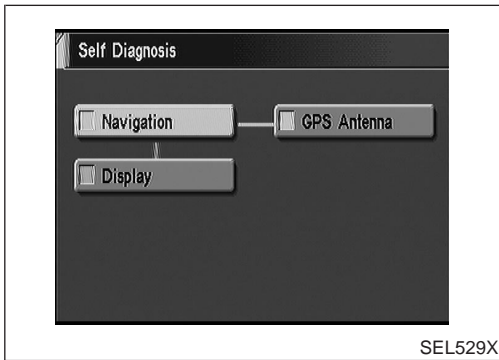 Self Diagnosis
Navigation
GPS Antenna
Display
SEL529X